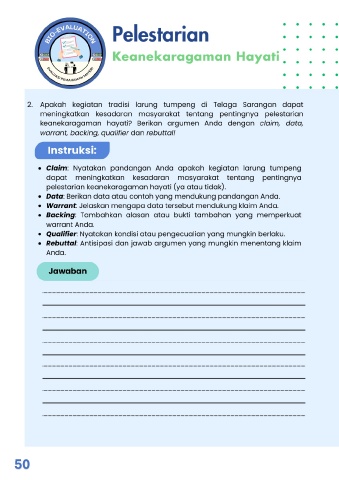 BIO-EVALUATION
Pelestarian
Keanekaragaman Hayati
2. Apakah kegiatan tradisi larung tumpeng di Telaga Sarangan dapat
meningkatkan kesadaran masyarakat tentang pentingnya pelestarian
keanekaragaman hayati? Berikan argumen Anda dengan claim, data,
warrant, backing, qualifier dan rebuttal!
Instruksi:
• Claim: Nyatakan pandangan Anda apakah kegiatan larung tumpeng
dapat meningkatkan kesadaran masyarakat tentang pentingnya
pelestarian keanekaragaman hayati (ya atau tidak).
• Data: Berikan data atau contoh yang mendukung pandangan Anda.
• Warrant: Jelaskan mengapa data tersebut mendukung klaim Anda.
• Backing: Tambahkan alasan atau bukti tambahan yang memperkuat
warrant Anda.
• Qualifier: Nyatakan kondisi atau pengecualian yang mungkin berlaku.
• Rebuttal: Antisipasi dan jawab argumen yang mungkin menentang klaim
Anda.
Jawaban
50